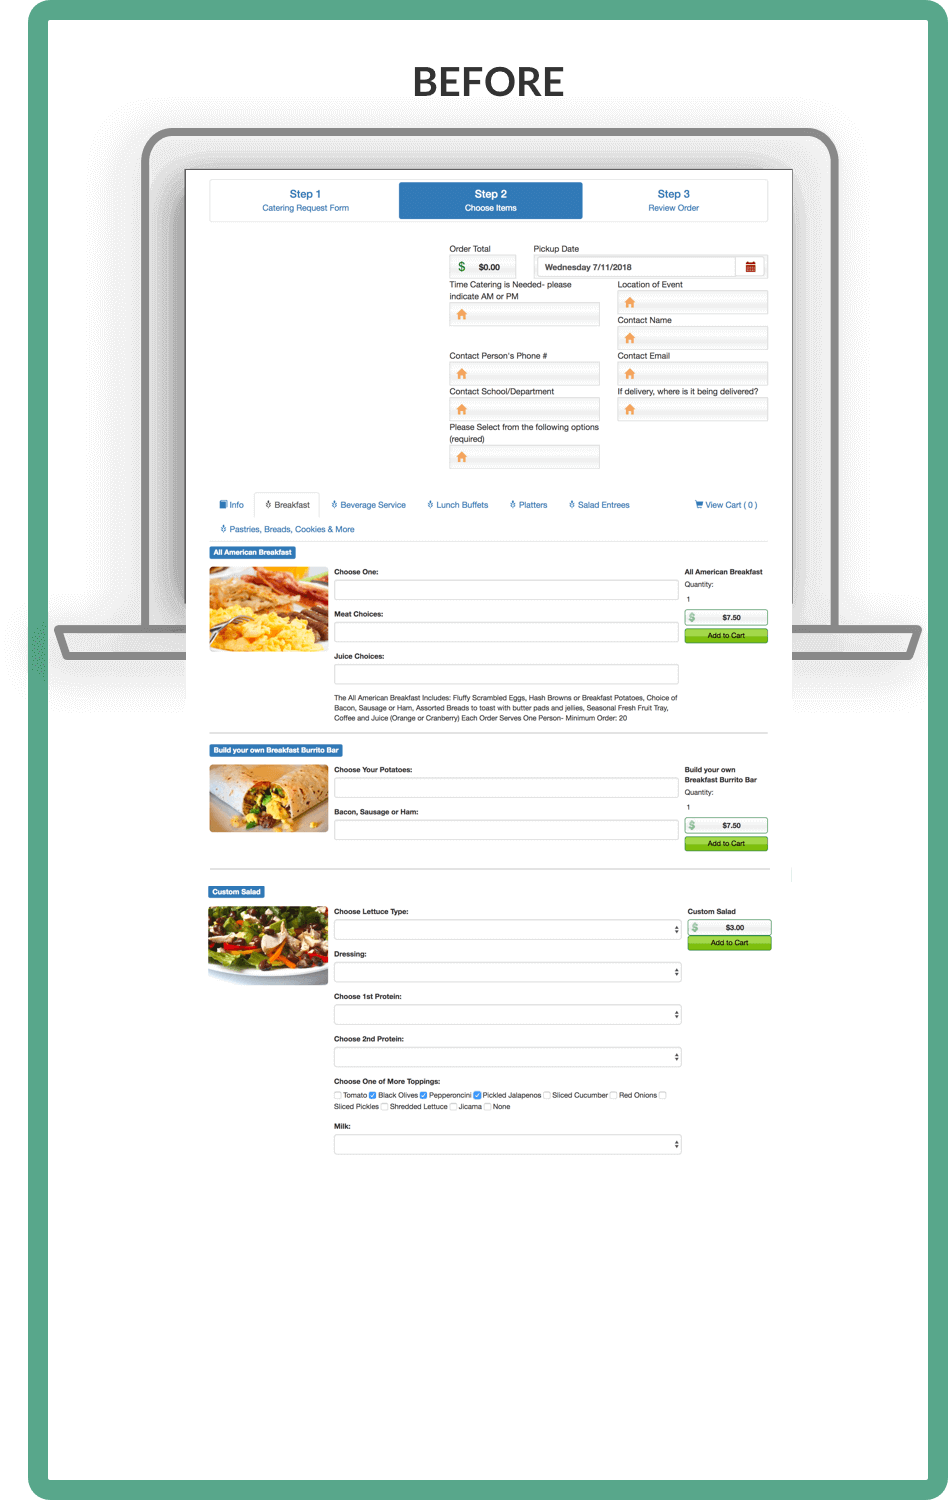 BEFORE
Step 1
Catering Request Form
Step 2
Choose Items
Step 3
Review Order
Order Total
Pickup Date
$ $0.00
Wednesday 7/11/2018
Time Catering is Needed- please
indicate AM or PM
Location of Event
Contact Name
Contact Person's Phone #
Contact Email
Contact School/Department
If delivery, where is it being delivered?
Please Select from the following options
(required)
Info
Breakfast
Beverage Service
Lunch Buffets
Platters
Salad Entrees
View Cart ( 0 )
Pastries, Breads, Cookies & More
All American Breakfast
Choose One:
Meat Choices:
Juice Choices:
The All American Breakfast Includes: Fluffy Scrambled Eggs, Hash Browns or Breakfast Potatoes, Choice of
Bacon, Sausage or Ham, Assorted Breads to toast with butter pads and jellies, Seasonal Fresh Fruit Tray,
Coffee and Juice (Orange or Cranberry) Each Order Serves One Person- Minimum Order: 20
All American Breakfast
Quantity:
1
$ $7.50
Add to Cart
Build your own Breakfast Burrito Bar
Choose Your Potatoes:
Bacon, Sausage or Ham:
Build your own
Breakfast Burrito Bar
Quantity:
1
$ $7.50
Add to Cart
Custom Salad
Choose Lettuce Type:
Dressing:
Choose 1st Protein:
Choose 2nd Protein:
Choose One of More Toppings:
Tomato Black Olives Pepperoncini Pickled Jalapenos Sliced Cucumber Red Onions
Sliced Pickles Shredded Lettuce Jicama None
Milk:
Custom Salad
$ $3.00
Add to Cart